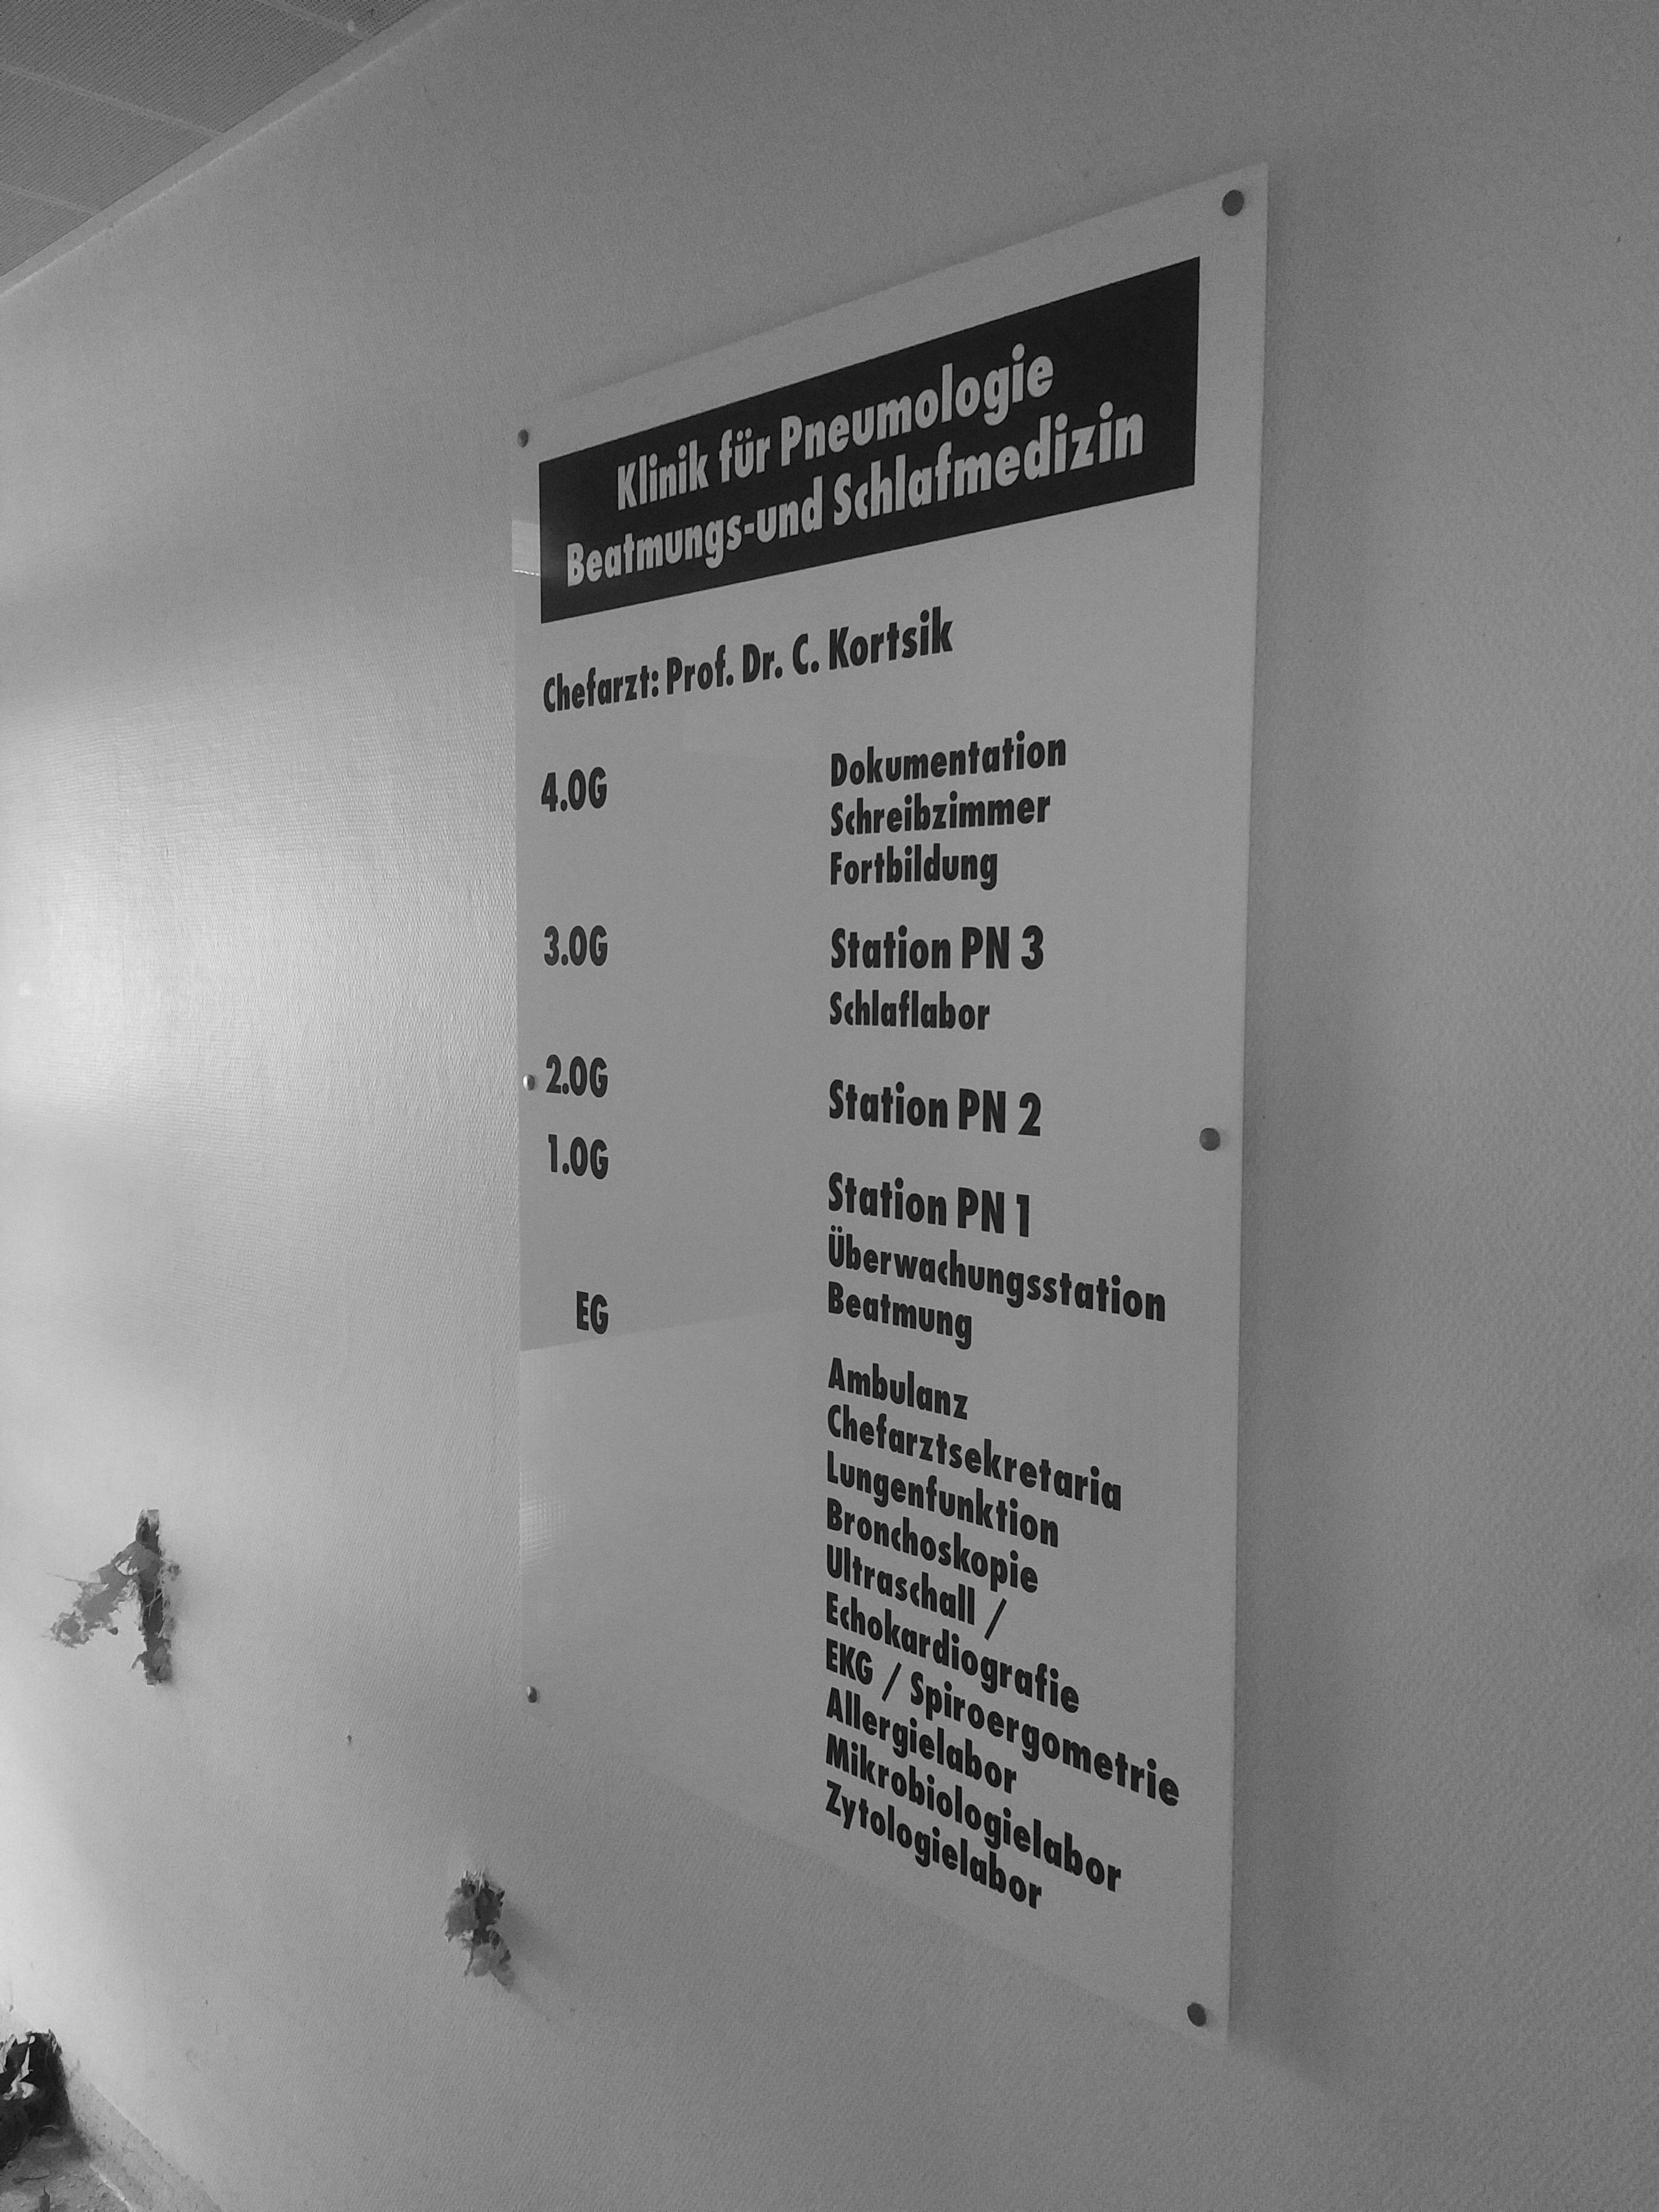 Klinik für Pneumologie
Beatmungs-und Schlafmedizin
Chefarzt: Prof. Dr. C. Kortsik
4.OG Dokumentation
Schreibzimmer
Fortbildung
3.OG Station PN 3
Schlaflabor
2.OG Station PN 2
1.OG Station PN 1
Überwachungsstation
Beatmung
EG Ambulanz
Chefarztsekretaria
Lungenfunktion
Bronchoskopie
Ultraschall /
Echokardiografie
EKG / Spiroergometrie
Allergielabor
Mikrobiologielabor
Zytologielabor